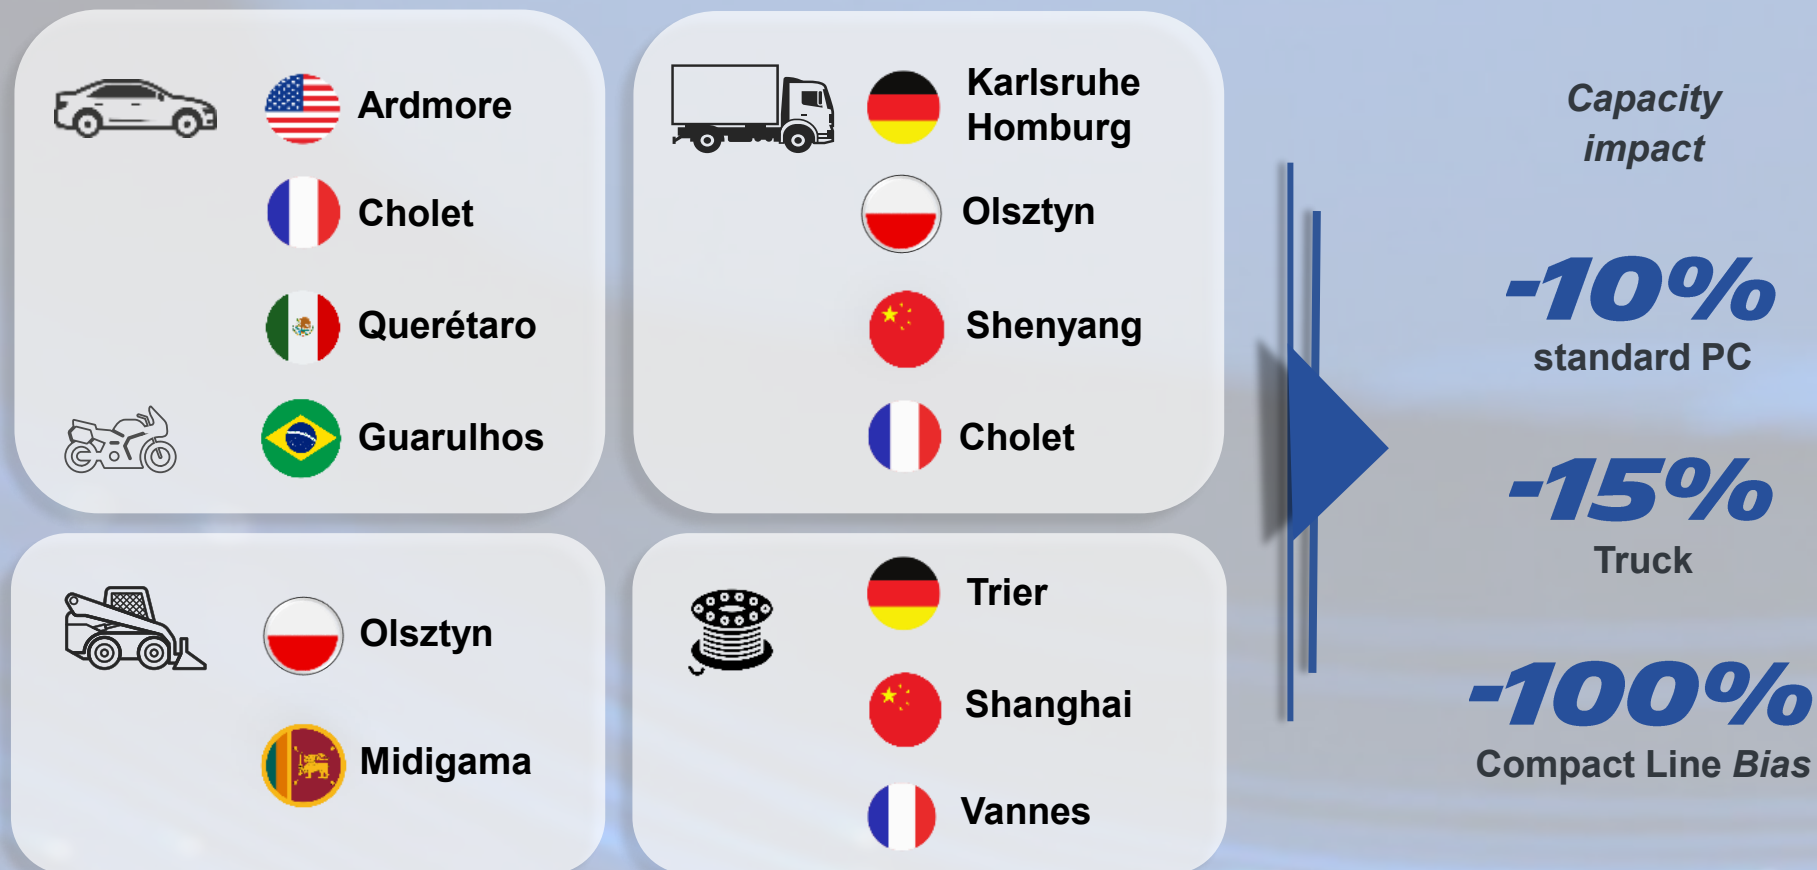 Ardmore
Cholet
Querétaro
Guarulhos
Karlsruhe
Homburg
Olsztyn
Shenyang
Cholet
Olsztyn
Midigama
Trier
Shanghai
Vannes
Capacity
impact
-10%
standard PC
-15%
Truck
-100%
Compact Line Bias